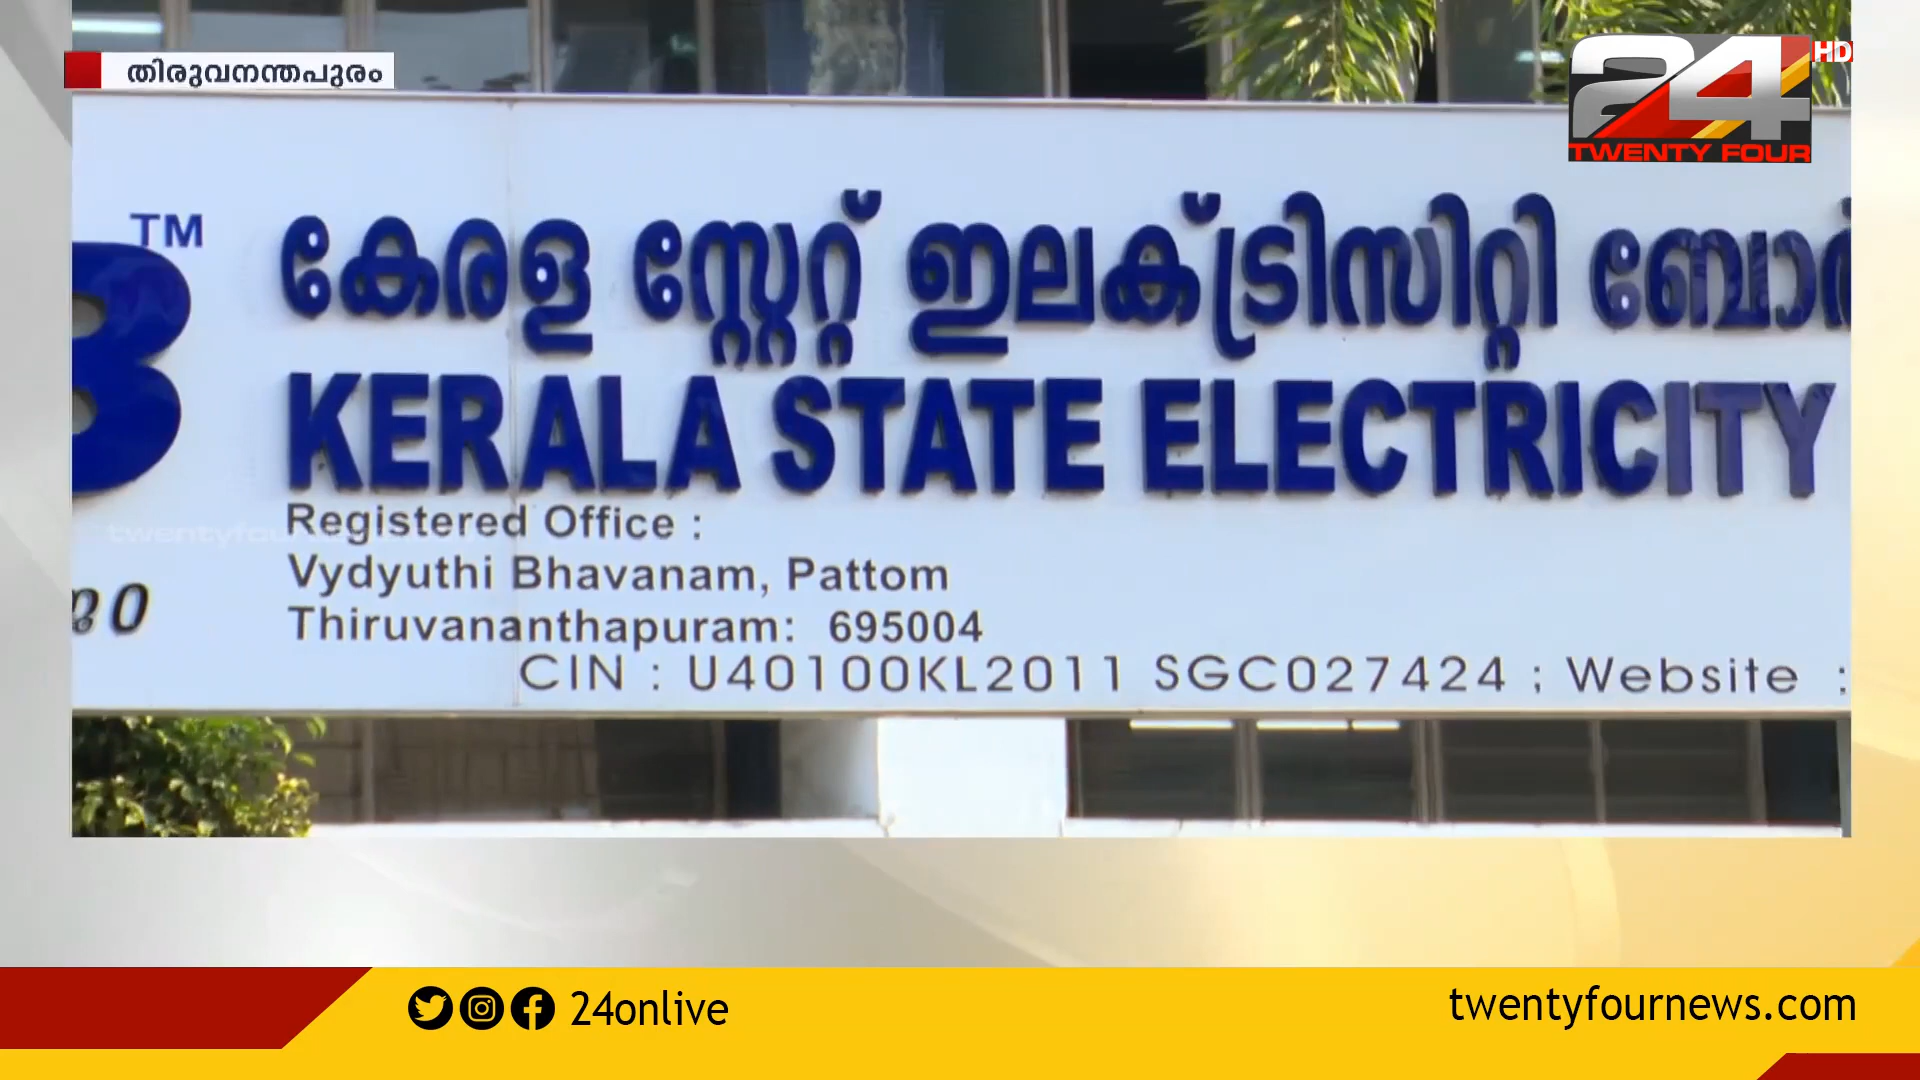 തിരുവനന്തപുരം
24 HD
TWENTY FOUR
TM
കേരള സ്റ്റേറ്റ് ഇലക്ട്രിസിറ്റി
KERALA STATE ELECTRICITY
Registered Office :
Vydyuthi Bhavanam, Pattom
Thiruvananthapuram: 695004
CIN : U40100KL2011 SGC027424 ; Website :
24onlive
twentyfournews.com